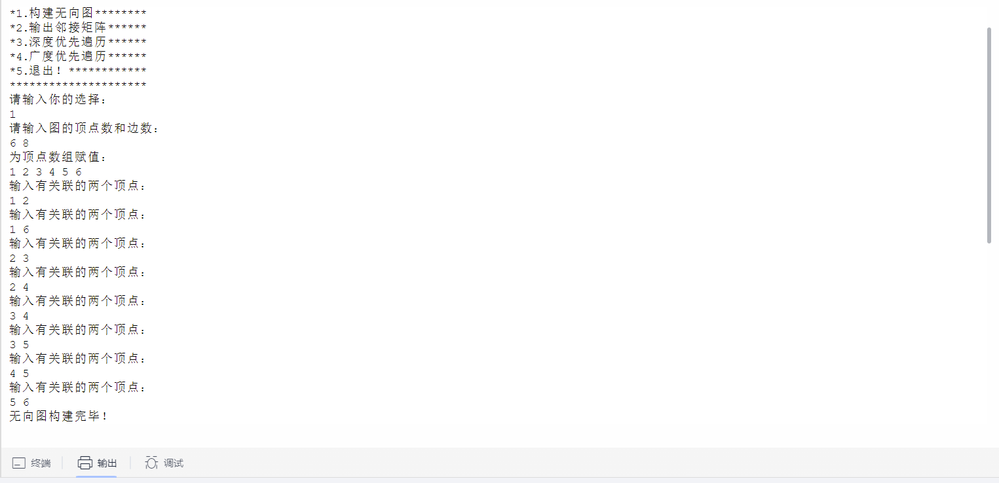 *1.构建无向图********
*2.输出邻接矩阵******
*3.深度优先遍历******
*4.广度优先遍历******
*5.退出！************
*********************
请输入你的选择：
1
请输入图的顶点数和边数：
6 8
为顶点数组赋值：
1 2 3 4 5 6
输入有关联的两个顶点：
1 2
输入有关联的两个顶点：
1 6
输入有关联的两个顶点：
2 3
输入有关联的两个顶点：
2 4
输入有关联的两个顶点：
3 4
输入有关联的两个顶点：
3 5
输入有关联的两个顶点：
4 5
输入有关联的两个顶点：
5 6
无向图构建完毕！
终端 输出 调试